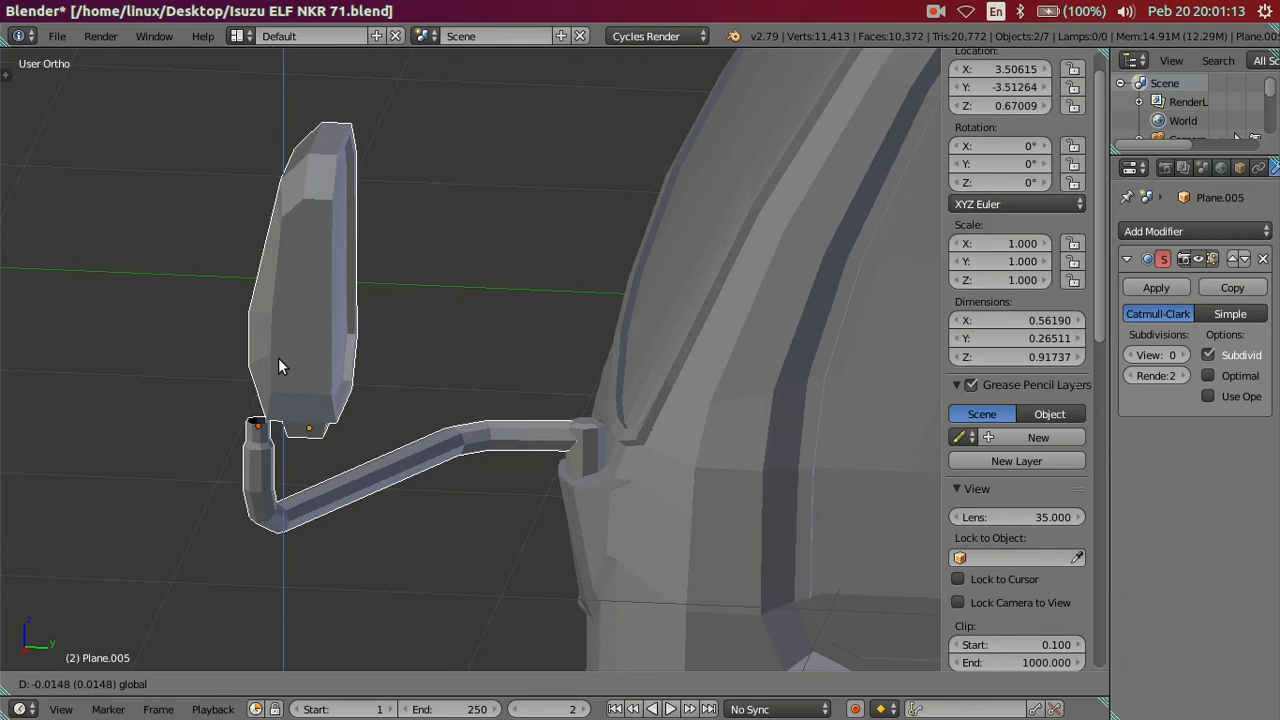 Blender* [/home/linux/Desktop/Isuzu ELF NKR 71.blend]
En
(100%)
Peb 20 20:01:13
File
Render
Window
Help
Default
Scene
Cycles Render
v2.79 | Verts:11,413 | Faces:10,372 | Tris:20,772 | Objects:2/7 | Lamps:0/0 | Mem:14.91M (12.29M) | Plane.005
User Ortho
Location:
X: 3.50615
Y: -3.51264
Z: 0.67009
Rotation:
X: 0°
Y: 0°
Z: 0°
XYZ Euler
Scale:
X: 1.000
Y: 1.000
Z: 1.000
Dimensions:
X: 0.56190
Y: 0.26511
Z: 0.91737
Grease Pencil Layers
Scene
Object
New
New Layer
View
Lens: 35.000
Lock to Object:
Lock to Cursor
Lock Camera to View
Clip:
Start: 0.100
End: 1000.000
View
Search
All Sc
Scene
RenderL
World
Plane.005
Add Modifier
S
Apply
Copy
Catmull-Clark
Simple
Subdivisions:
Options:
View: 0
Subdivid
Rende:2
Optimal
Use Ope
z
y
(2) Plane.005
D: -0.0148 (0.0148) global
View
Marker
Frame
Playback
Start: 1
End: 250
2
No Sync